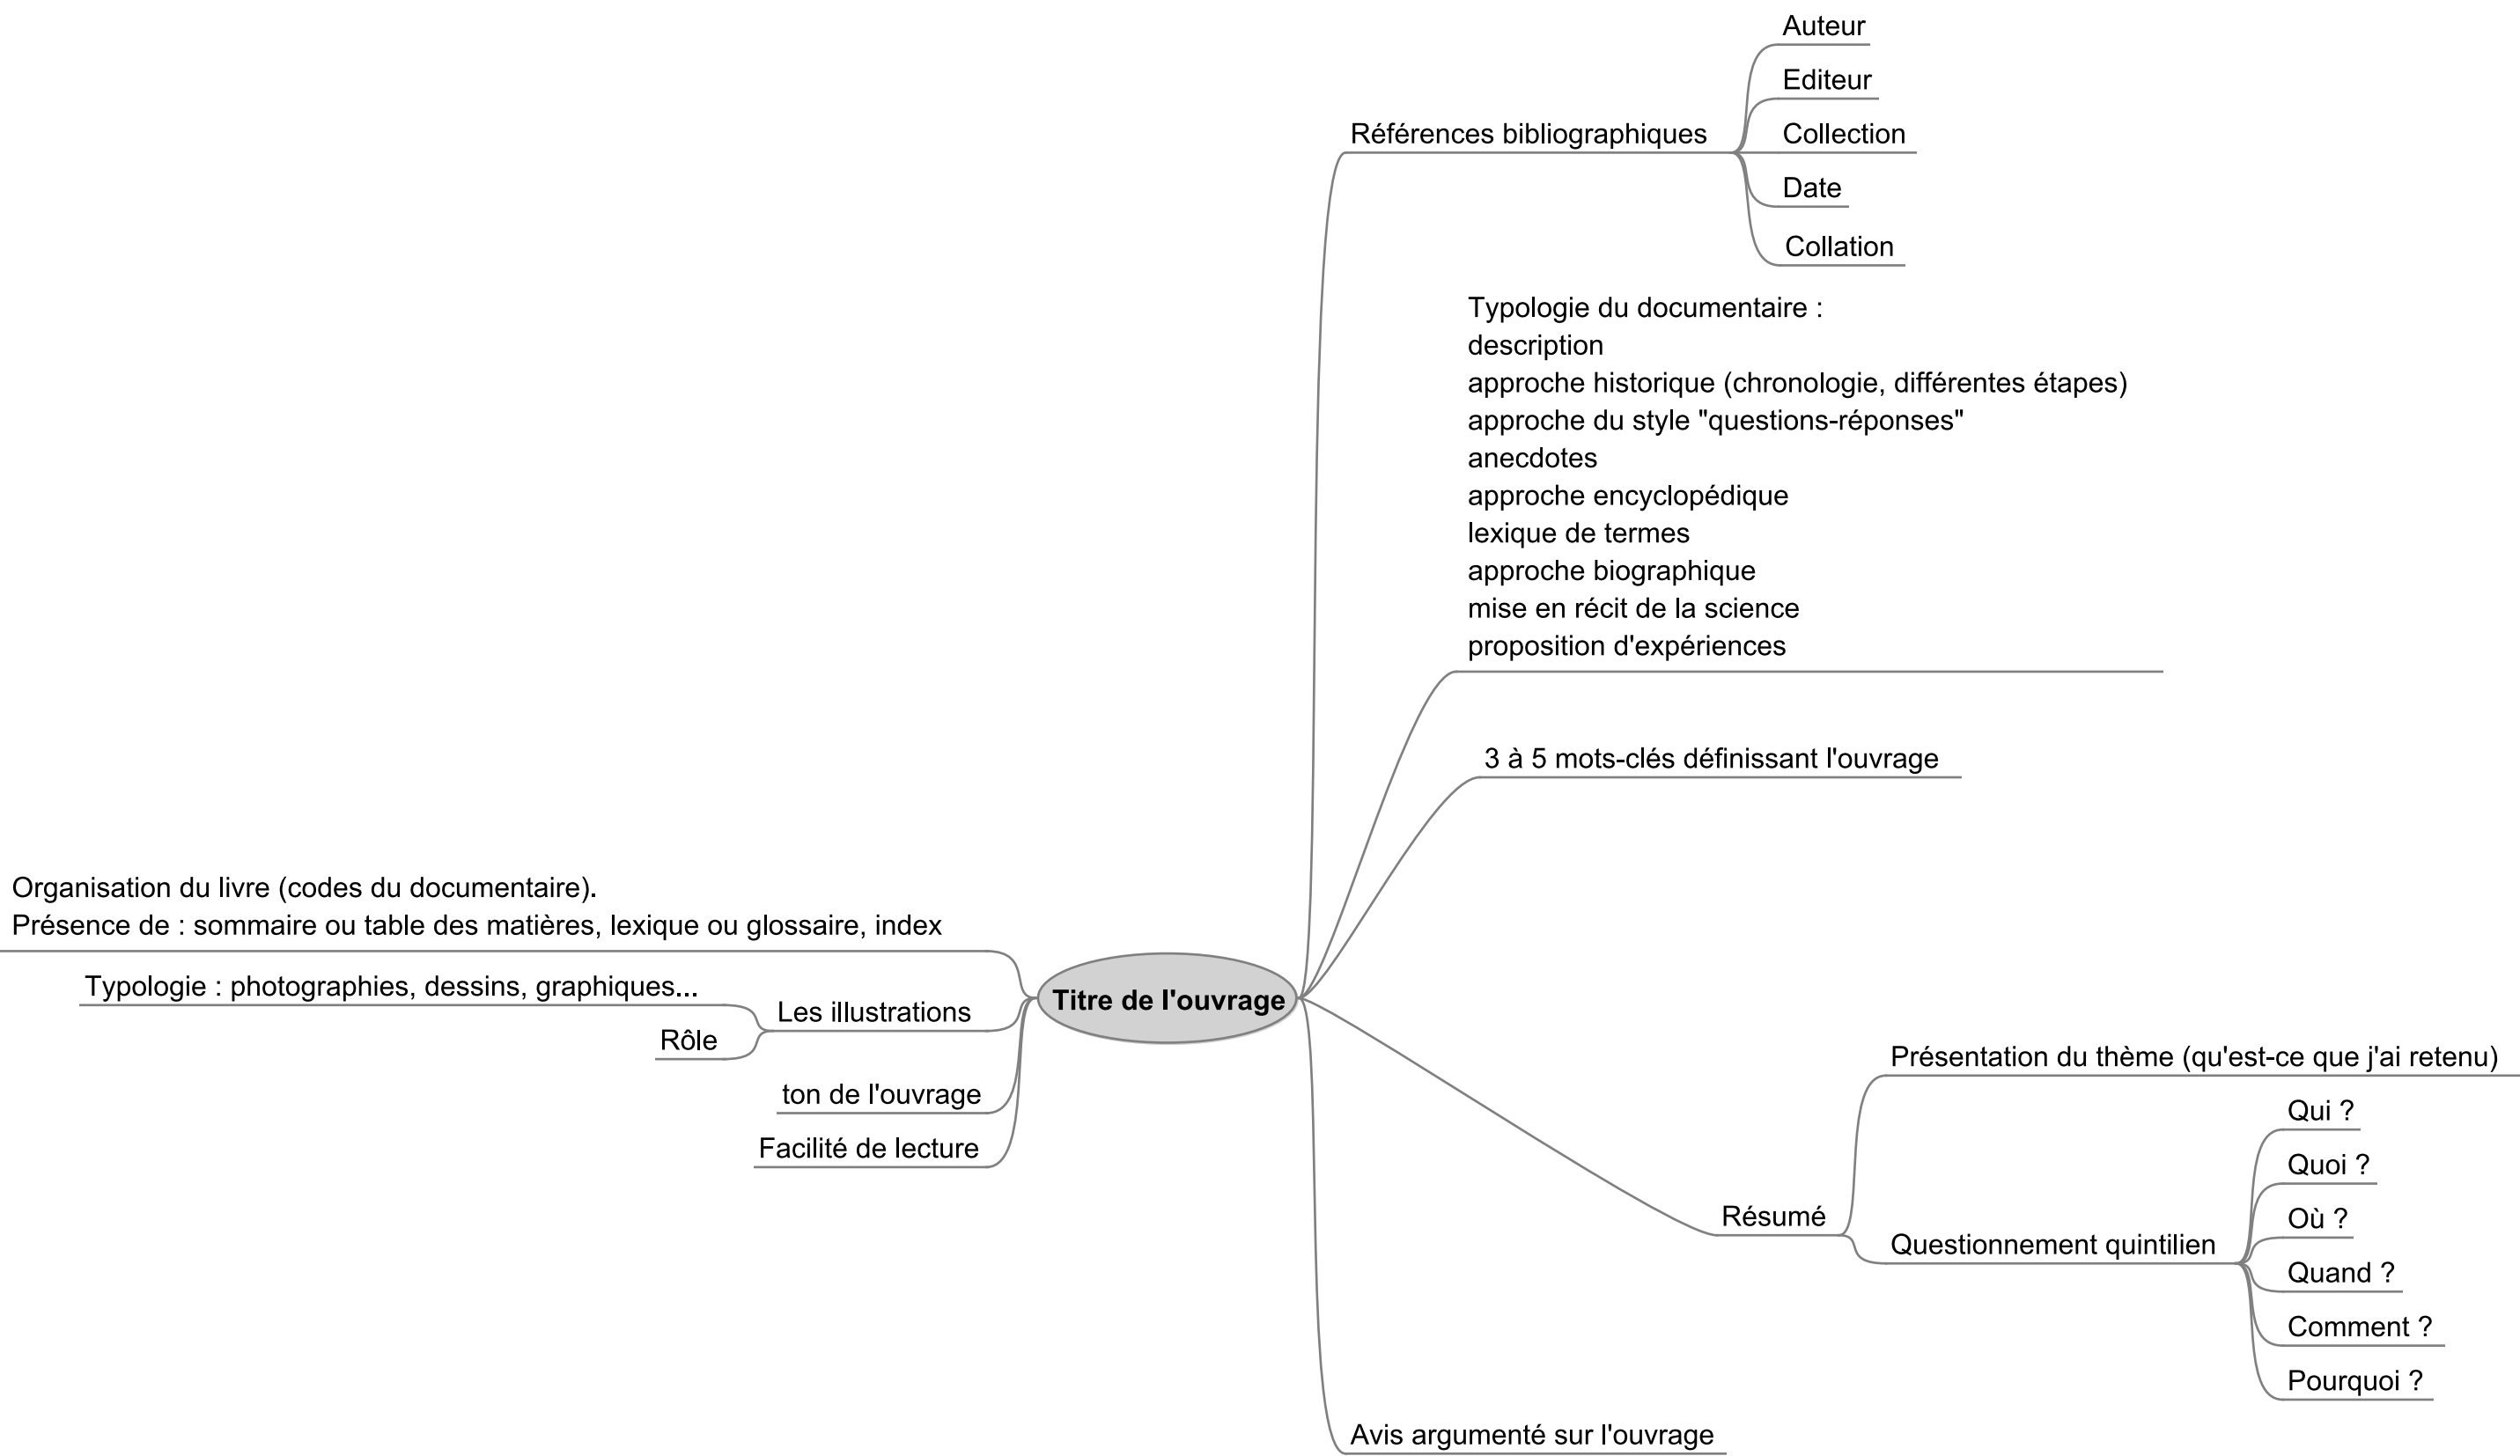 Auteur
Editeur
Références bibliographiques
Collection
Date
Collation
Typologie du documentaire :
description
approche historique (chronologie, différentes étapes)
approche du style "questions-réponses"
anecdotes
approche encyclopédique
lexique de termes
approche biographique
mise en récit de la science
proposition d'expériences
3 à 5 mots-clés définissant l'ouvrage
Organisation du livre (codes du documentaire).
Présence de : sommaire ou table des matières, lexique ou glossaire, index
Typologie : photographies, dessins, graphiques...
Les illustrations
Rôle
ton de l'ouvrage
Facilité de lecture
Titre de l'ouvrage
Présentation du thème (qu'est-ce que j'ai retenu)
Résumé
Questionnement quintilien
Qui ?
Quoi ?
Où ?
Quand ?
Comment ?
Pourquoi ?
Avis argumenté sur l'ouvrage